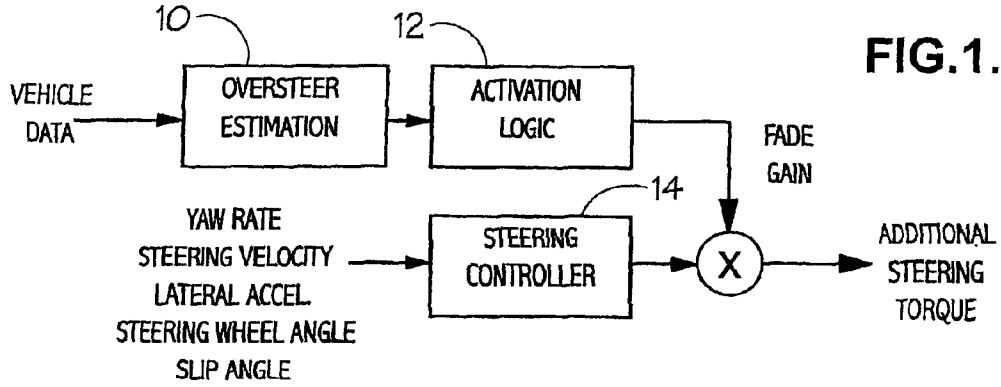 10
12
FIG.1.
VEHICLE
DATA
OVERSTEER
ESTIMATION
ACTIVATION
LOGIC
FADE
GAIN
14
YAW RATE
STEERING VELOCITY
LATERAL ACCEL.
STEERING WHEEL ANGLE
SLIP ANGLE
STEERING
CONTROLLER
X
ADDITIONAL
STEERING
TORQUE